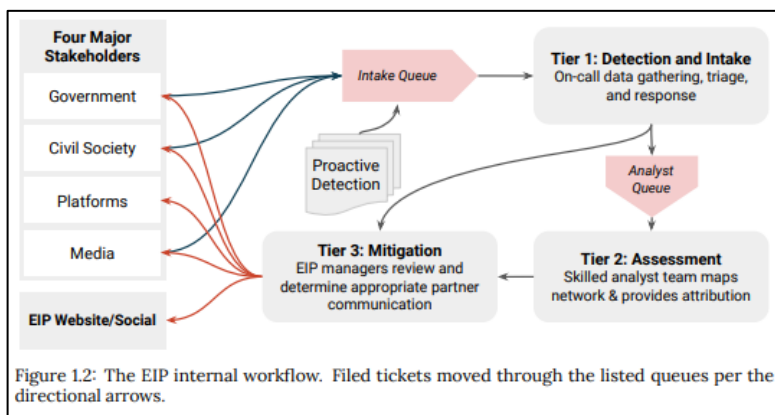 Four Major
Stakeholders
Government
Civil Society
Platforms
Media
EIP Website/Social
Intake Queue
Proactive
Detection
Tier 1: Detection and Intake
On-call data gathering, triage,
and response
Analyst
Queue
Tier 2: Assessment
Skilled analyst team maps
network & provides attribution
Tier 3: Mitigation
EIP managers review and
determine appropriate partner
communication
Figure 1.2: The EIP internal workflow. Filed tickets moved through the listed queues per the
directional arrows.